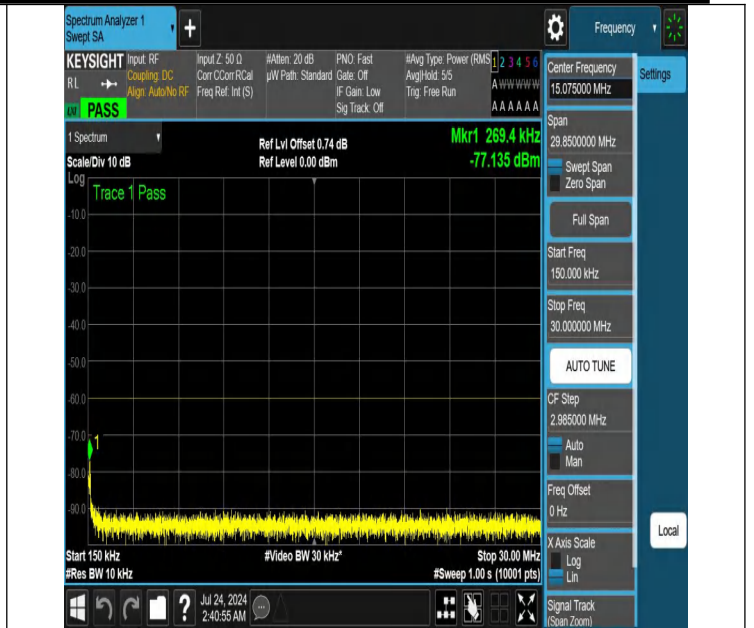 Spectrum Analyzer 1
Swept SA
+
Frequency
KEYSIGHT
RL
PASS
Input: RF
Coupling: DC
Align: Auto/No RF
Input Z: 50 Ω
Corr CCorr RCal
Freq Ref: Int (S)
#Atten: 20 dB
µW Path: Standard
PNO: Fast
Gate: Off
IF Gain: Low
Sig Track: Off
#Avg Type: Power (RMS
Avg|Hold: 5/5
Trig: Free Run
1 2 3 4 5 6
A W W W W W
A A A A A A
1 Spectrum
Scale/Div 10 dB
Log
Ref Lvl Offset 0.74 dB
Ref Level 0.00 dBm
Mkr1 269.4 kHz
-77.135 dBm
Trace 1 Pass
-10.0
-20.0
-30.0
-40.0
-50.0
-60.0
-70.0
1
-80.0
-90.0
Start 150 kHz
#Video BW 30 kHz*
Stop 30.00 MHz
#Res BW 10 kHz
#Sweep 1.00 s (10001 pts)
?
Jul 24, 2024
2:40:55 AM
Center Frequency
15.075000 MHz
Settings
Span
29.8500000 MHz
Swept Span
Zero Span
Full Span
Start Freq
150.000 kHz
Stop Freq
30.000000 MHz
AUTO TUNE
CF Step
2.985000 MHz
Auto
Man
Freq Offset
0 Hz
Local
X Axis Scale
Log
Lin
Signal Track
(Span Zoom)